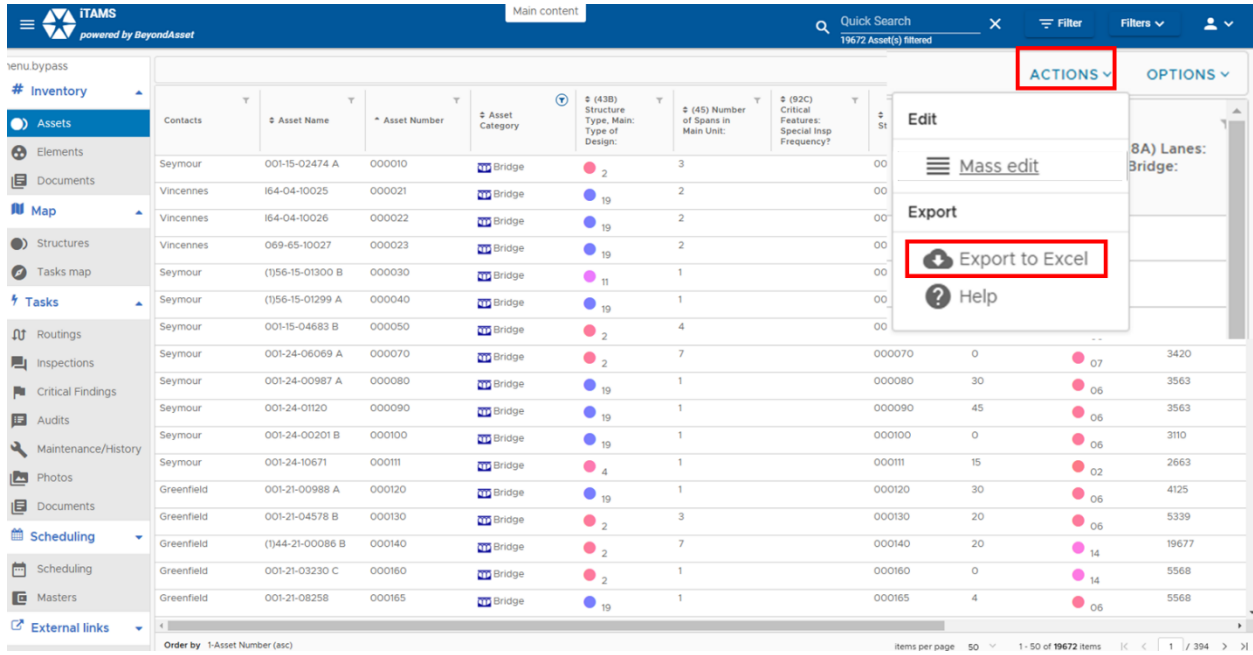 Main content
iTAMS
powered by BeyondAsset
Quick Search
19672 Asset(s) filtered
Filter
Filters
nenu.bypass
ACTIONS
OPTIONS
# Inventory
Assets
Elements
Documents
Map
Structures
Tasks map
Tasks
Routings
Inspections
Critical Findings
Audits
Maintenance/History
Photos
Documents
Scheduling
Scheduling
Masters
External links
Contacts
Asset Name
Asset Number
Asset
Category
(43B)
Structure
Type, Main:
Type of
Design:
(45) Number
of Spans in
Main Unit:
(92C)
Critical
Features:
Special Insp
Frequency?
St
8A) Lanes:
Bridge:
Edit
Mass edit
Export
Export to Excel
Help
Seymour 001-15-02474 A 000010 Bridge 2 3 00
Vincennes I64-04-10025 000021 Bridge 19 2 00
Vincennes I64-04-10026 000022 Bridge 19 2 00
Vincennes 069-65-10027 000023 Bridge 19 2 00
Seymour (1)56-15-01300 B 000030 Bridge 11 1 00
Seymour (1)56-15-01299 A 000040 Bridge 19 1 00
Seymour 001-15-04683 B 000050 Bridge 2 4 00
Seymour 001-24-06069 A 000070 Bridge 2 7 000070 0 07 3420
Seymour 001-24-00987 A 000080 Bridge 19 1 000080 30 06 3563
Seymour 001-24-01120 000090 Bridge 19 1 000090 45 06 3563
Seymour 001-24-00201 B 000100 Bridge 19 1 000100 0 06 3110
Seymour 001-24-10671 000111 Bridge 4 1 000111 15 02 2663
Greenfield 001-21-00988 A 000120 Bridge 19 1 000120 30 06 4125
Greenfield 001-21-04578 B 000130 Bridge 2 3 000130 20 06 5339
Greenfield (1)44-21-00086 B 000140 Bridge 2 7 000140 20 14 19677
Greenfield 001-21-03230 C 000160 Bridge 2 1 000160 0 14 5568
Greenfield 001-21-08258 000165 Bridge 19 1 000165 4 06 5568
Order by 1-Asset Number (asc)
Items per page 50 1 - 50 of 19672 items 1 / 394